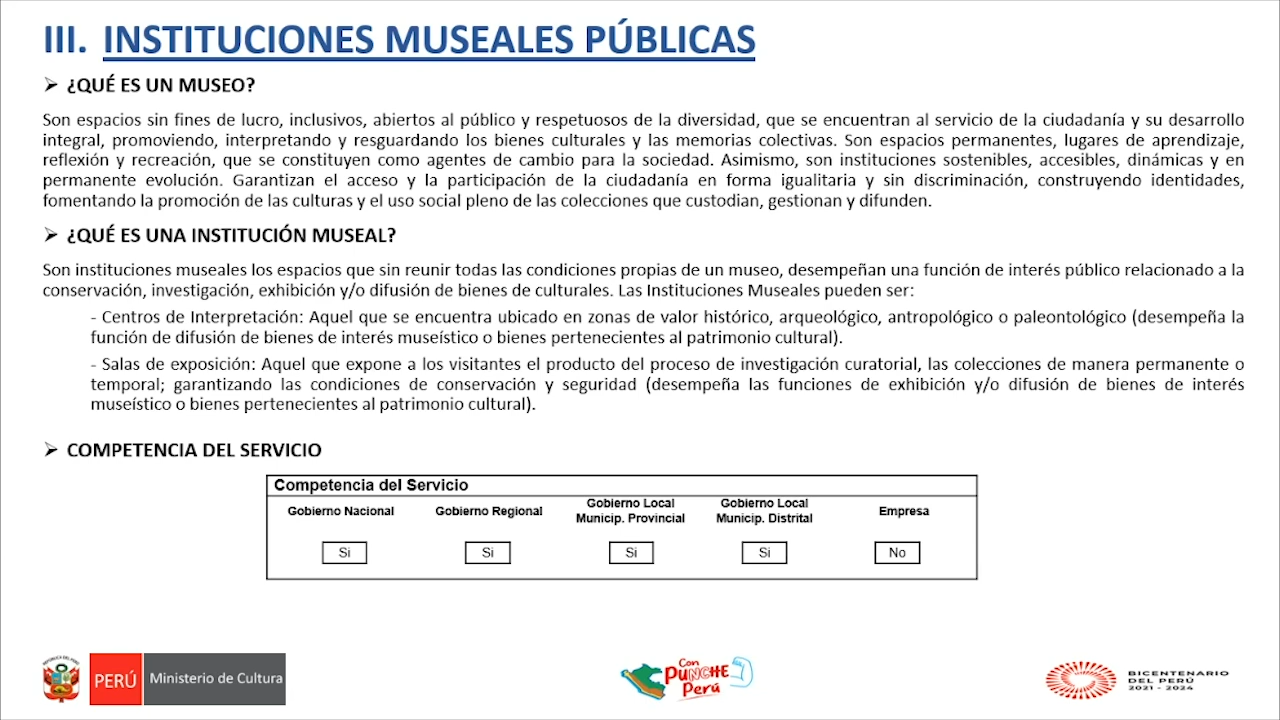 III. INSTITUCIONES MUSEALES PÚBLICAS
➢ ¿QUÉ ES UN MUSEO?
Son espacios sin fines de lucro, inclusivos, abiertos al público y respetuosos de la diversidad, que se encuentran al servicio de la ciudadanía y su desarrollo
integral, promoviendo, interpretando y resguardando los bienes culturales y las memorias colectivas. Son espacios permanentes, lugares de aprendizaje,
reflexión y recreación, que se constituyen como agentes de cambio para la sociedad. Asimismo, son instituciones sostenibles, accesibles, dinámicas y en
permanente evolución. Garantizan el acceso y la participación de la ciudadanía en forma igualitaria y sin discriminación, construyendo identidades,
fomentando la promoción de las culturas y el uso social pleno de las colecciones que custodian, gestionan y difunden.
➢ ¿QUÉ ES UNA INSTITUCIÓN MUSEAL?
Son instituciones museales los espacios que sin reunir todas las condiciones propias de un museo, desempeñan una función de interés público relacionado a la
conservación, investigación, exhibición y/o difusión de bienes de culturales. Las Instituciones Museales pueden ser:
- Centros de Interpretación: Aquel que se encuentra ubicado en zonas de valor histórico, arqueológico, antropológico o paleontológico (desempeña la
función de difusión de bienes de interés museístico o bienes pertenecientes al patrimonio cultural).
- Salas de exposición: Aquel que expone a los visitantes el producto del proceso de investigación curatorial, las colecciones de manera permanente o
temporal; garantizando las condiciones de conservación y seguridad (desempeña las funciones de exhibición y/o difusión de bienes de interés
museístico o bienes pertenecientes al patrimonio cultural).
➢ COMPETENCIA DEL SERVICIO
Competencia del Servicio
Gobierno Nacional Gobierno Regional Gobierno Local Municip. Provincial Gobierno Local Municip. Distrital Empresa
Si Si Si Si No
REPÚBLICA DEL PERÚ
PERÚ Ministerio de Cultura
Con
PUNCHE
Perú
BICENTENARIO
DEL PERÚ
2021 - 2024